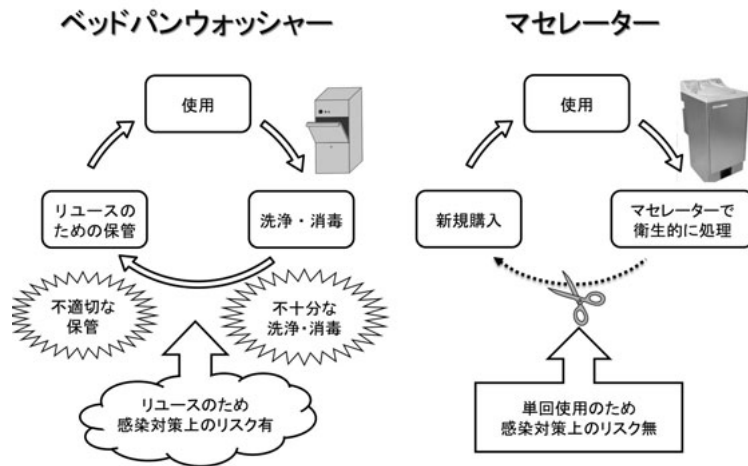 ベッドパンウォッシャー
使用
リユースの
ための保管
洗浄・消毒
不適切な
保管
不十分な
洗浄・消毒
リユースのため
感染対策上のリスク有
マセレーター
使用
新規購入
マセレーターで
衛生的に処理
単回使用のため
感染対策上のリスク無